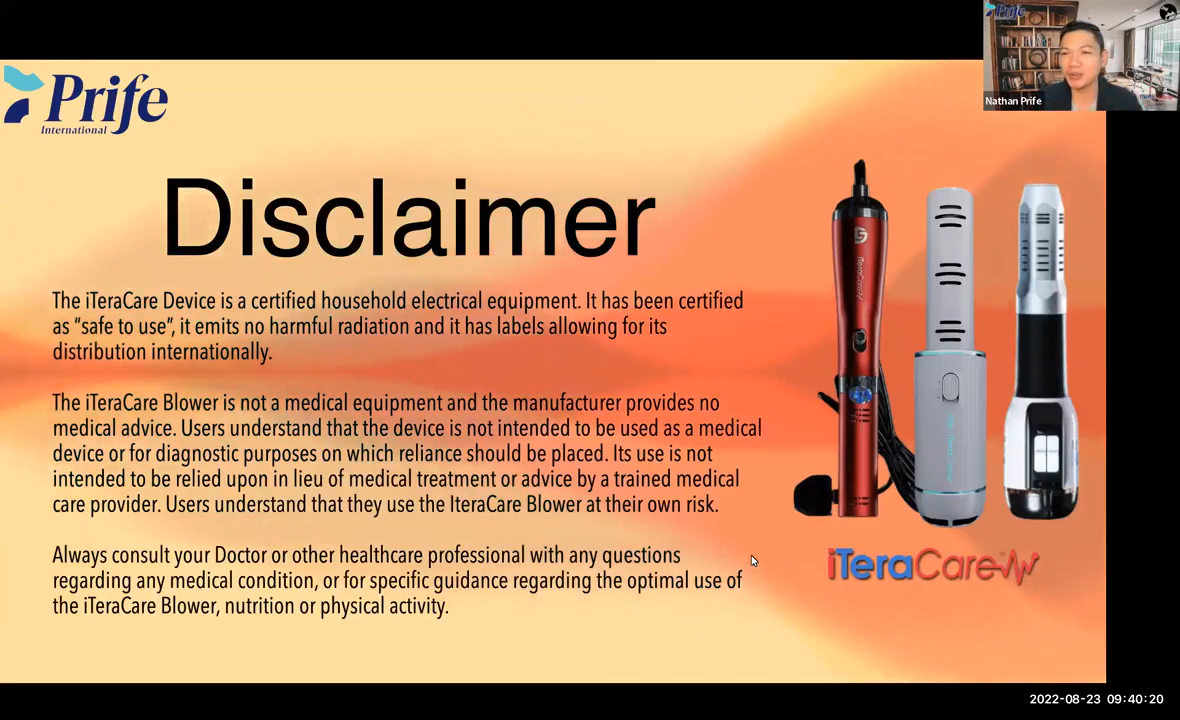 Prife
Nathan Prife
Prife
International
Disclaimer
The iTeraCare Device is a certified household electrical equipment. It has been certified
as “safe to use”, it emits no harmful radiation and it has labels allowing for its
distribution internationally.
The iTeraCare Blower is not a medical equipment and the manufacturer provides no
medical advice. Users understand that the device is not intended to be used as a medical
device or for diagnostic purposes on which reliance should be placed. Its use is not
intended to be relied upon in lieu of medical treatment or advice by a trained medical
care provider. Users understand that they use the IteraCare Blower at their own risk.
Always consult your Doctor or other healthcare professional with any questions
regarding any medical condition, or for specific guidance regarding the optimal use of
the iTeraCare Blower, nutrition or physical activity.
iTeraCare
iTeraCare
2022-08-23 09:40:20